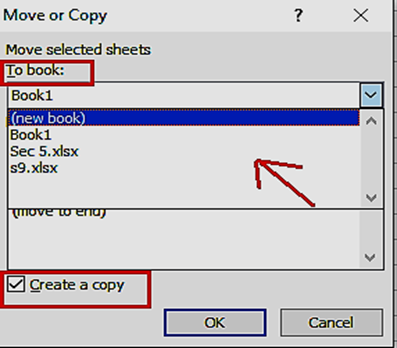 Move or Copy ? ×
Move selected sheets
To book:
Book1
(new book)
Book1
Sec 5.xlsx
s9.xlsx
(move to end)
Create a copy
OK Cancel